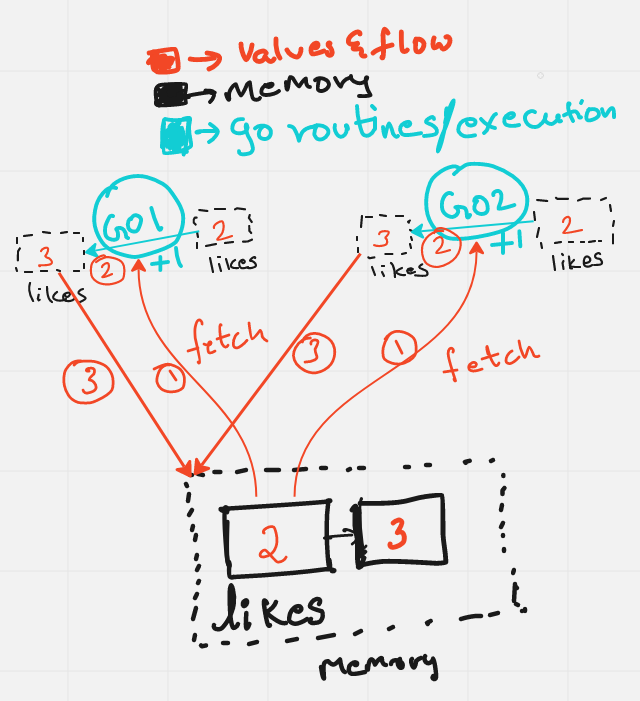 → values & flow
→ memory
→ go routines/execution
GO1
2
likes
+1
3
likes
2
GO2
2
likes
+1
3
likes
2
fetch
3
1
3
1
fetch
2
3
likes
memory